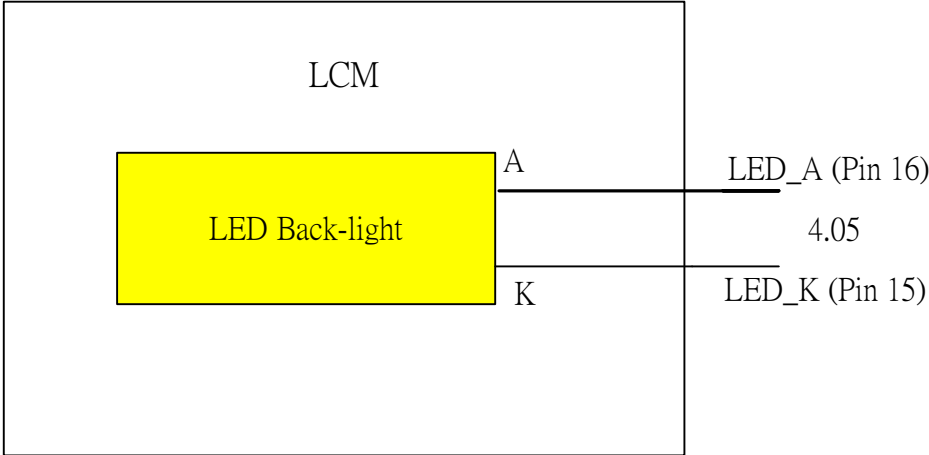 LCM
A
LED_A (Pin 16)
LED Back-light
4.05
K
LED_K (Pin 15)